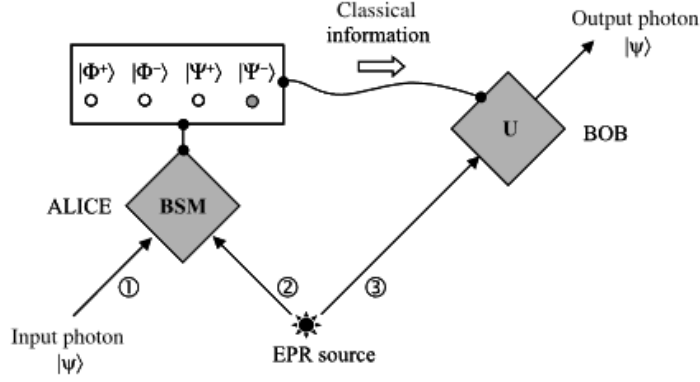 Classical
information
Output photon
|ψ⟩
|Φ⁺⟩ |Φ⁻⟩ |Ψ⁺⟩ |Ψ⁻⟩
U
BOB
ALICE
BSM
①
②
③
Input photon
|ψ⟩
EPR source